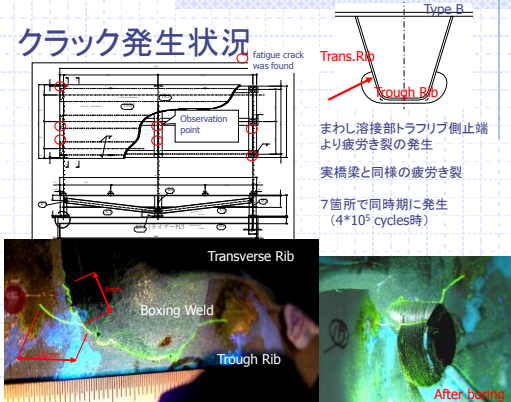 クラック発生状況
fatigue crack
was found
Observation
point
Type B
Trans.Rib
Trough Rib
まわし溶接部トラフリブ側止端
より疲労き裂の発生
実橋梁と同様の疲労き裂
7箇所で同時期に発生
（4*10⁵ cycles時）
Transverse Rib
Boxing Weld
Trough Rib
After boring